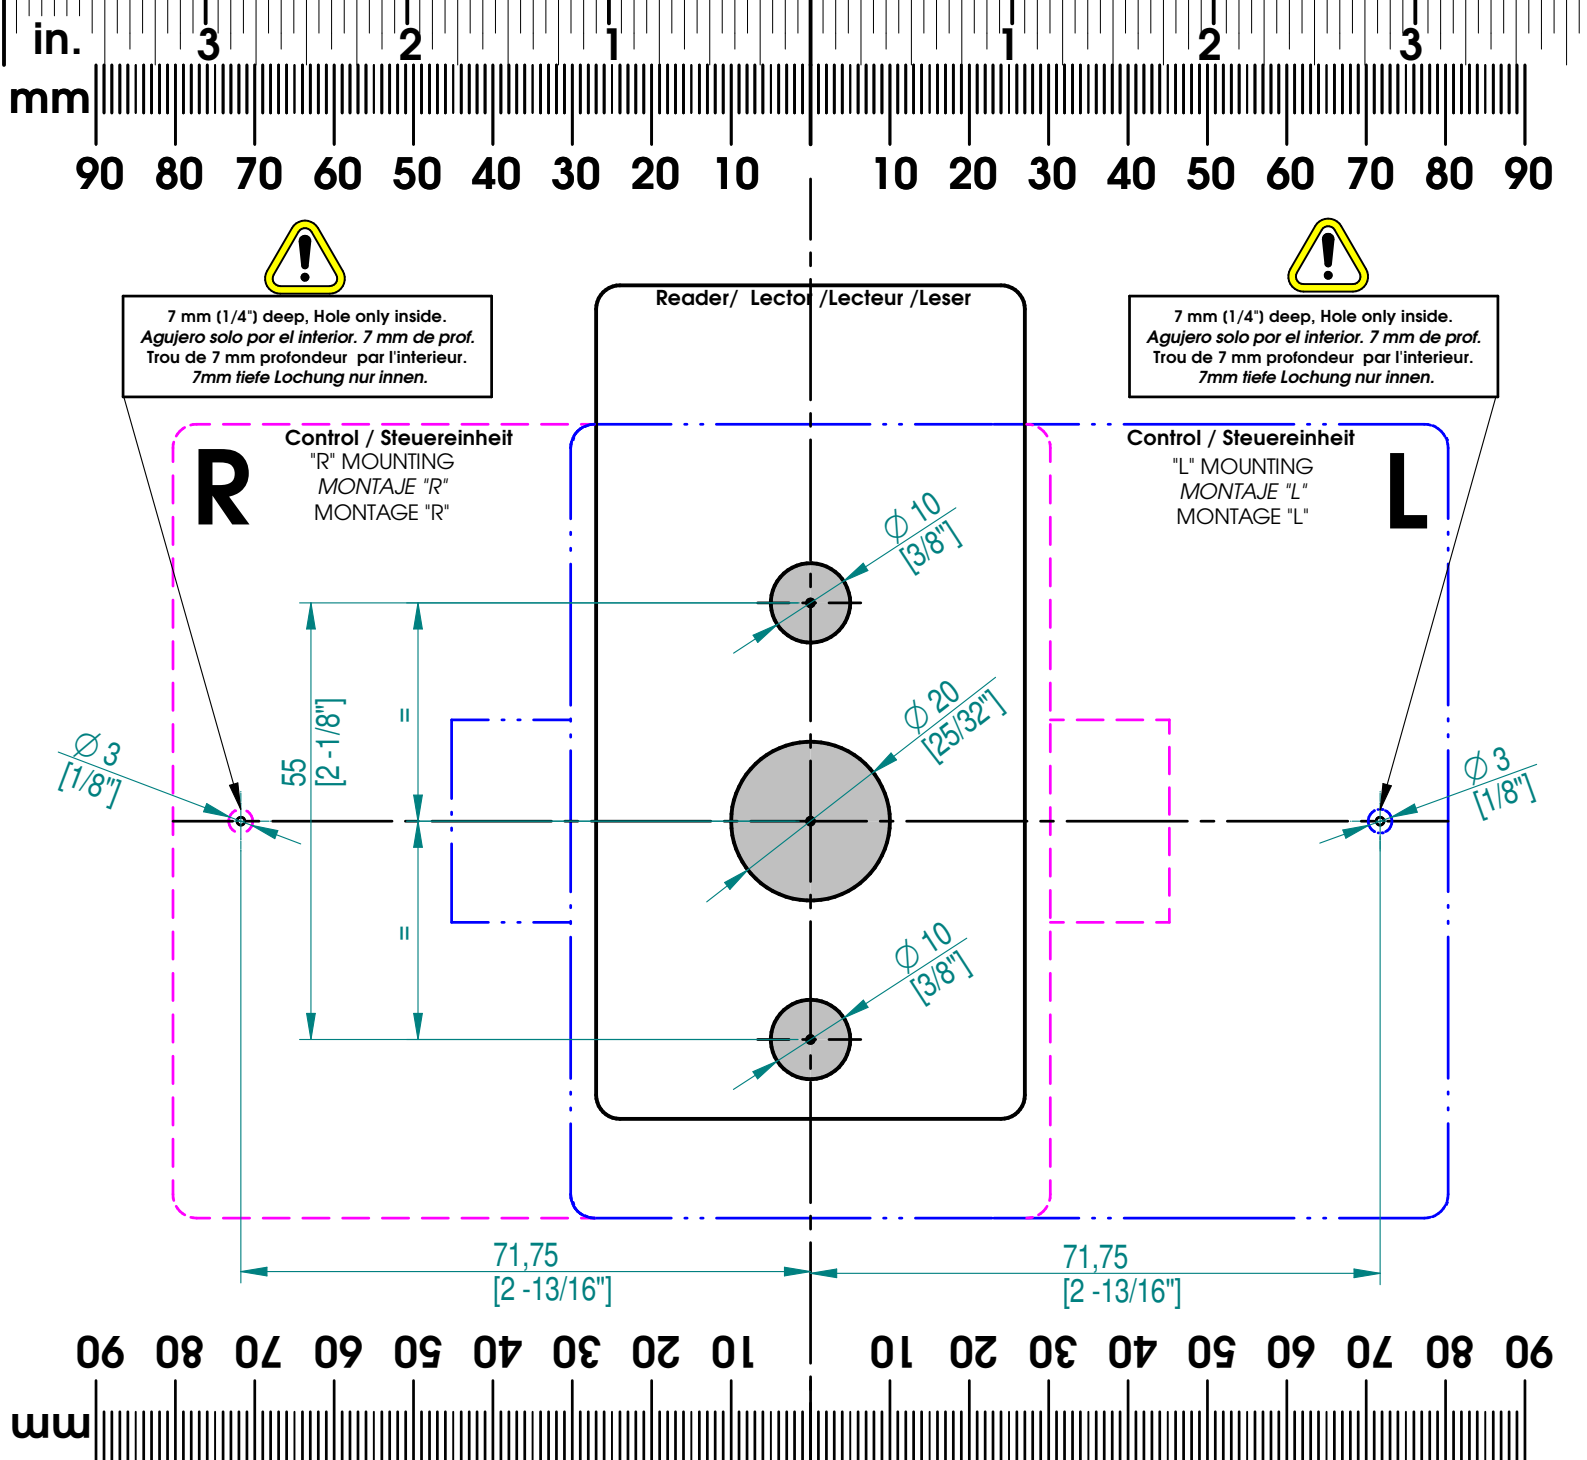 in.
3 2 1 1 2 3
mm
90 80 70 60 50 40 30 20 10 10 20 30 40 50 60 70 80 90
7 mm (1/4") deep, Hole only inside.
Agujero solo por el interior. 7 mm de prof.
Trou de 7 mm profondeur par l'interieur.
7mm tiefe Lochung nur innen.
Reader/ Lector /Lecteur /Leser
7 mm (1/4") deep, Hole only inside.
Agujero solo por el interior. 7 mm de prof.
Trou de 7 mm profondeur par l'interieur.
7mm tiefe Lochung nur innen.
R
Control / Steuereinheit
"R" MOUNTING
MONTAJE "R"
MONTAGE "R"
Control / Steuereinheit
"L" MOUNTING
MONTAJE "L"
MONTAGE "L"
L
Ø 10
[3/8"]
55
[2 -1/8"]
=
Ø 20
[25/32"]
Ø 3
[1/8"]
Ø 3
[1/8"]
=
Ø 10
[3/8"]
71,75
[2 -13/16"]
71,75
[2 -13/16"]
90 80 70 60 50 40 30 20 10 10 20 30 40 50 60 70 80 90
mm